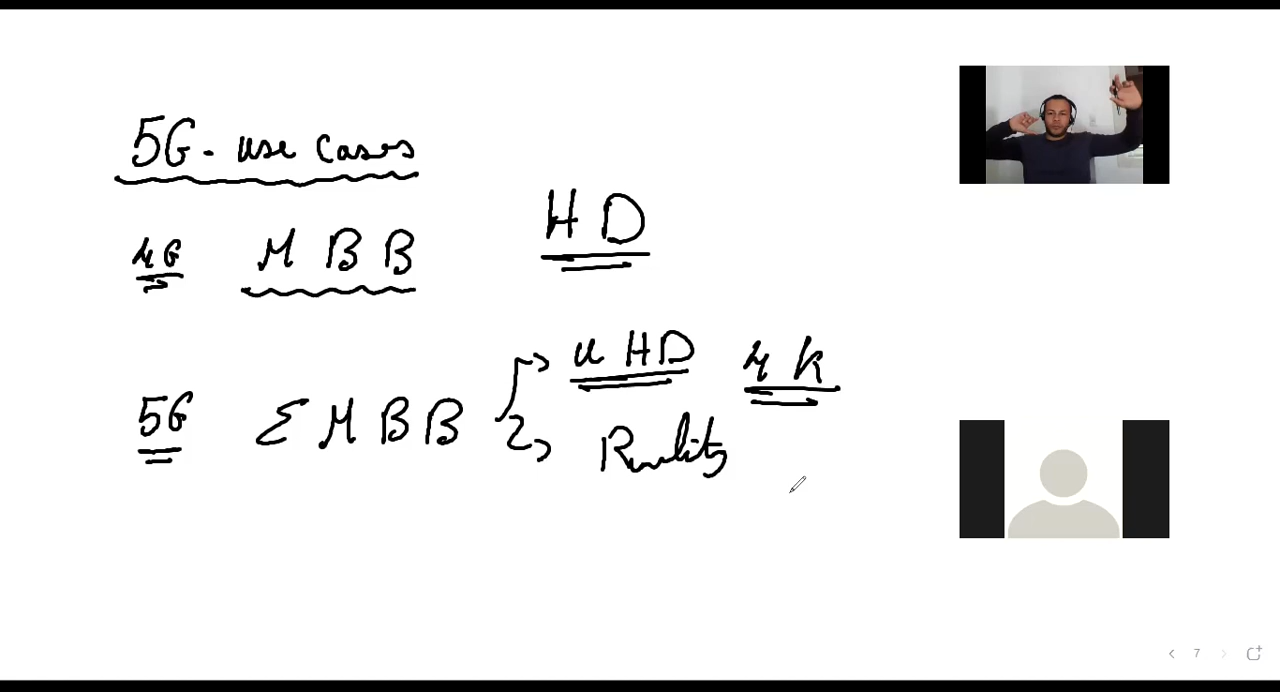 5G - use cases
4G MBB HD
uHD 4k
5G EMBB
Reality
7